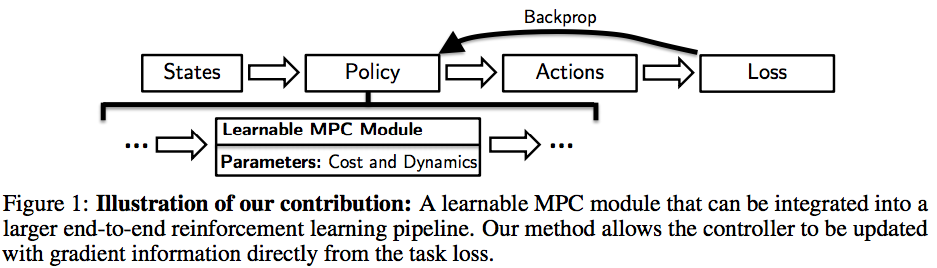 Backprop
States
Policy
Actions
Loss
...
Learnable MPC Module
...
Parameters: Cost and Dynamics
Figure 1: Illustration of our contribution: A learnable MPC module that can be integrated into a
larger end-to-end reinforcement learning pipeline. Our method allows the controller to be updated
with gradient information directly from the task loss.